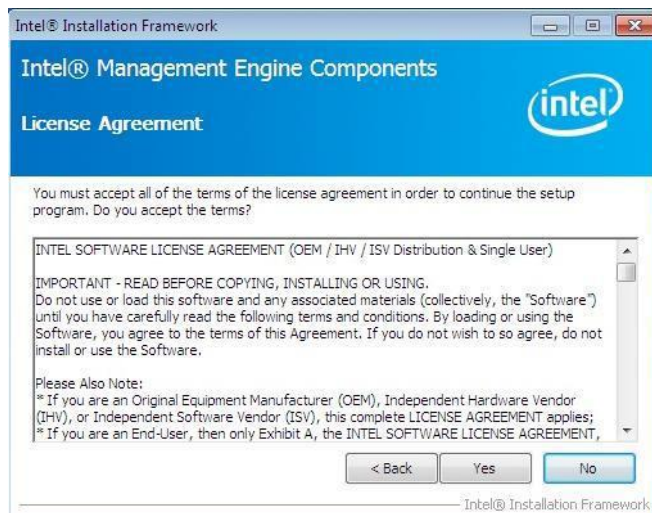 Intel® Installation Framework
Intel® Management Engine Components
License Agreement
intel
You must accept all of the terms of the license agreement in order to continue the setup
program. Do you accept the terms?
INTEL SOFTWARE LICENSE AGREEMENT (OEM / IHV / ISV Distribution & Single User)
IMPORTANT - READ BEFORE COPYING, INSTALLING OR USING.
Do not use or load this software and any associated materials (collectively, the "Software")
until you have carefully read the following terms and conditions. By loading or using the
Software, you agree to the terms of this Agreement. If you do not wish to so agree, do not
install or use the Software.
Please Also Note:
* If you are an Original Equipment Manufacturer (OEM), Independent Hardware Vendor
(IHV), or Independent Software Vendor (ISV), this complete LICENSE AGREEMENT applies;
* If you are an End-User, then only Exhibit A, the INTEL SOFTWARE LICENSE AGREEMENT,
< Back
Yes
No
Intel® Installation Framework